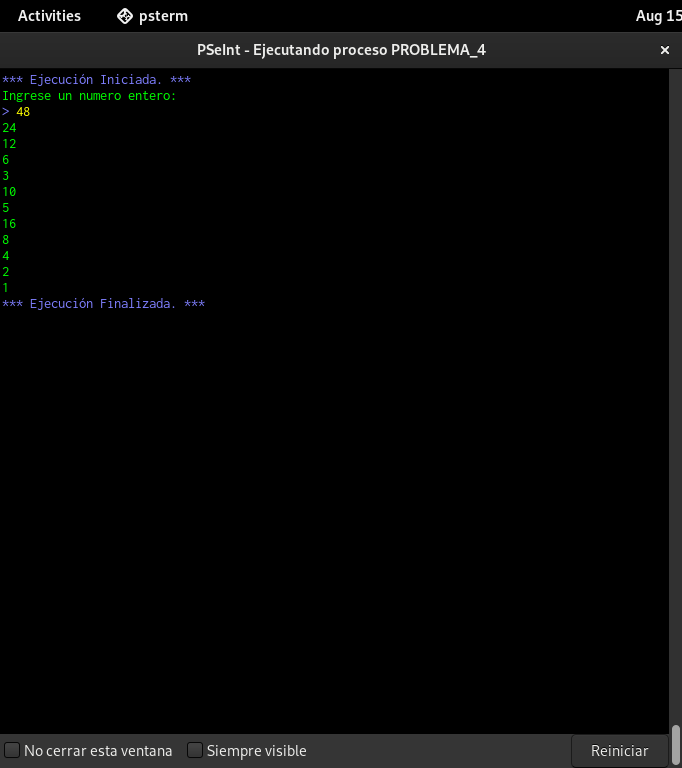 Activities psterm Aug 15
PSeInt - Ejecutando proceso PROBLEMA_4 ×
*** Ejecución Iniciada. ***
Ingrese un numero entero:
> 48
24
12
6
3
10
5
16
8
4
2
1
*** Ejecución Finalizada. ***
No cerrar esta ventana Siempre visible Reiniciar